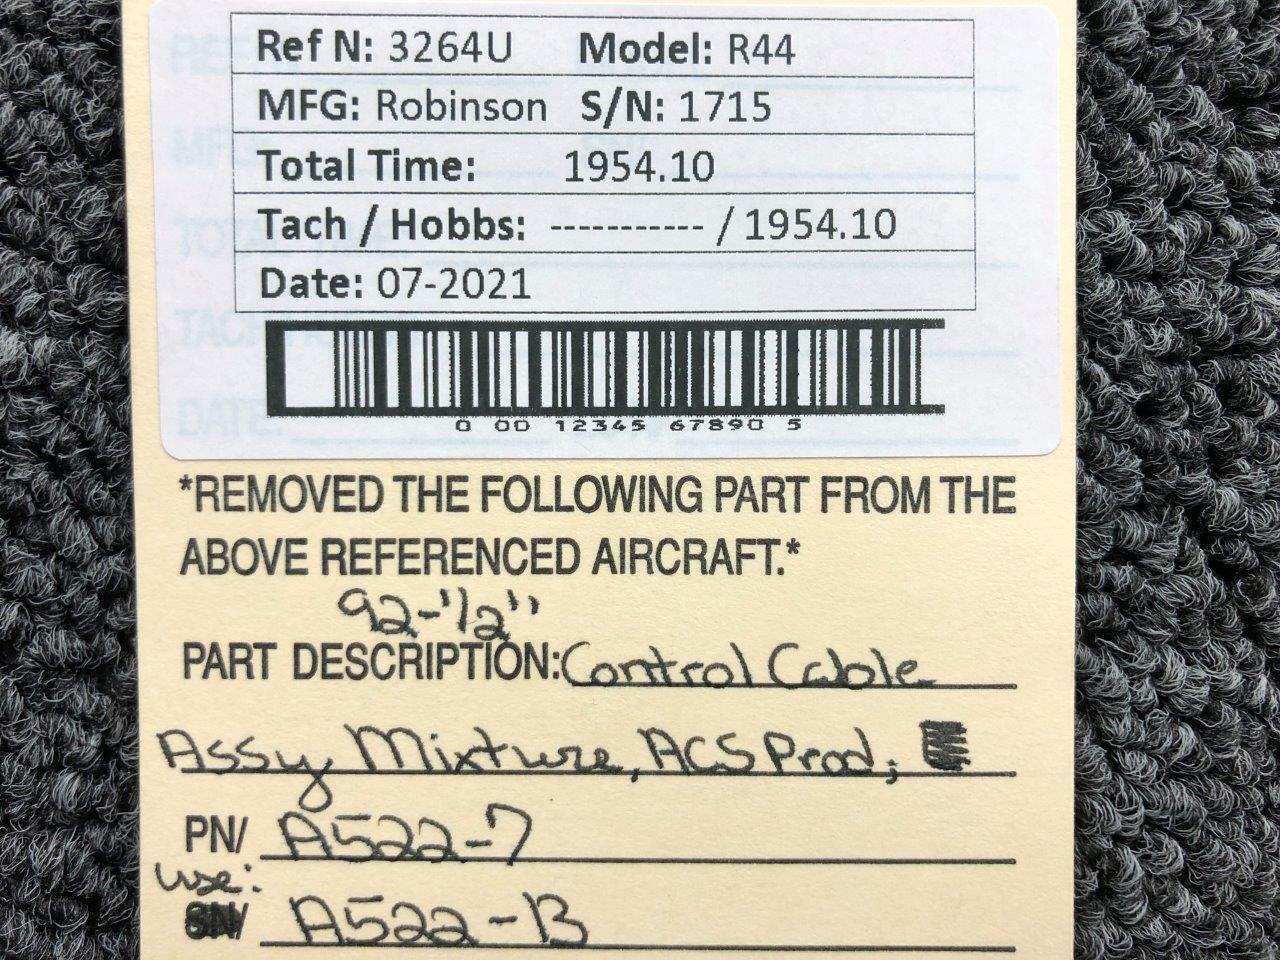 Ref N: 3264U Model: R44
MFG: Robinson S/N: 1715
Total Time: 1954.10
Tach / Hobbs: ----------- / 1954.10
Date: 07-2021
0 00 12345 67890 5
*REMOVED THE FOLLOWING PART FROM THE
ABOVE REFERENCED AIRCRAFT.*
92-1/2"
PART DESCRIPTION: Control Cable
Assy Mixture, ACS Prod;
PN/ A522-7
use:
SN/ A522-13